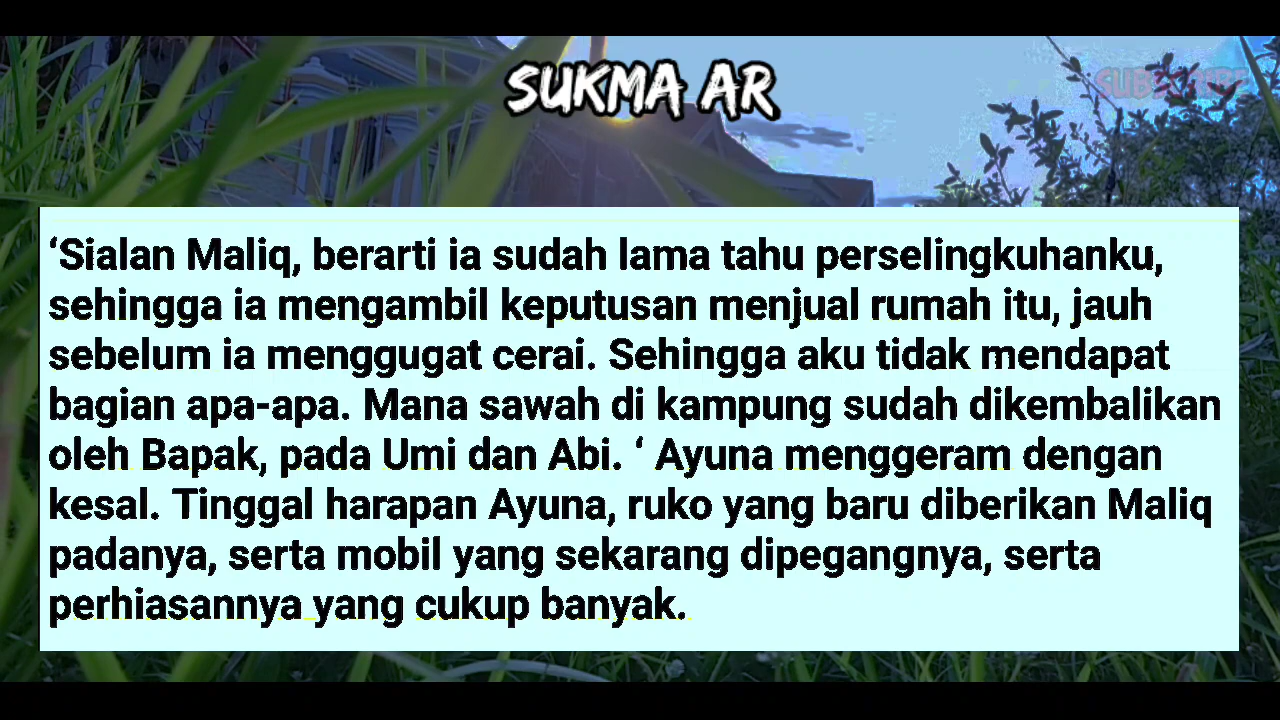 SUKMA AR
SUBSCRIBE
‘Sialan Maliq, berarti ia sudah lama tahu perselingkuhanku,
sehingga ia mengambil keputusan menjual rumah itu, jauh
sebelum ia menggugat cerai. Sehingga aku tidak mendapat
bagian apa-apa. Mana sawah di kampung sudah dikembalikan
oleh Bapak, pada Umi dan Abi. ‘ Ayuna menggeram dengan
kesal. Tinggal harapan Ayuna, ruko yang baru diberikan Maliq
padanya, serta mobil yang sekarang dipegangnya, serta
perhiasannya yang cukup banyak.